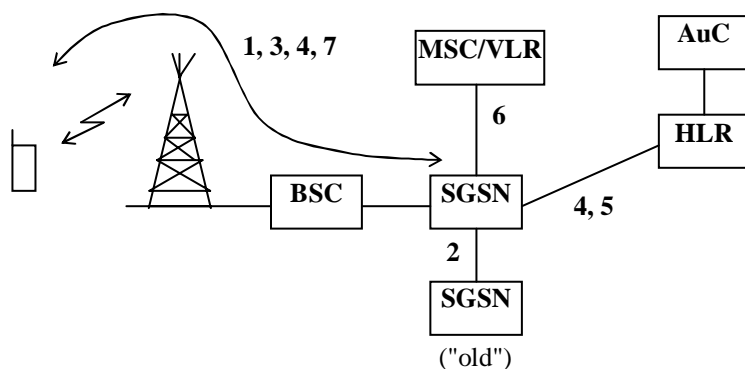 1, 3, 4, 7
MSC/VLR
AuC
6
HLR
BSC
SGSN
4, 5
2
SGSN
("old")